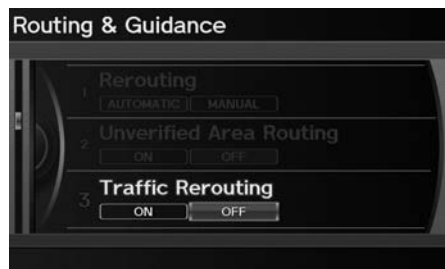 Routing & Guidance
1 Rerouting
AUTOMATIC MANUAL
2 Unverified Area Routing
ON OFF
3 Traffic Rerouting
ON OFF